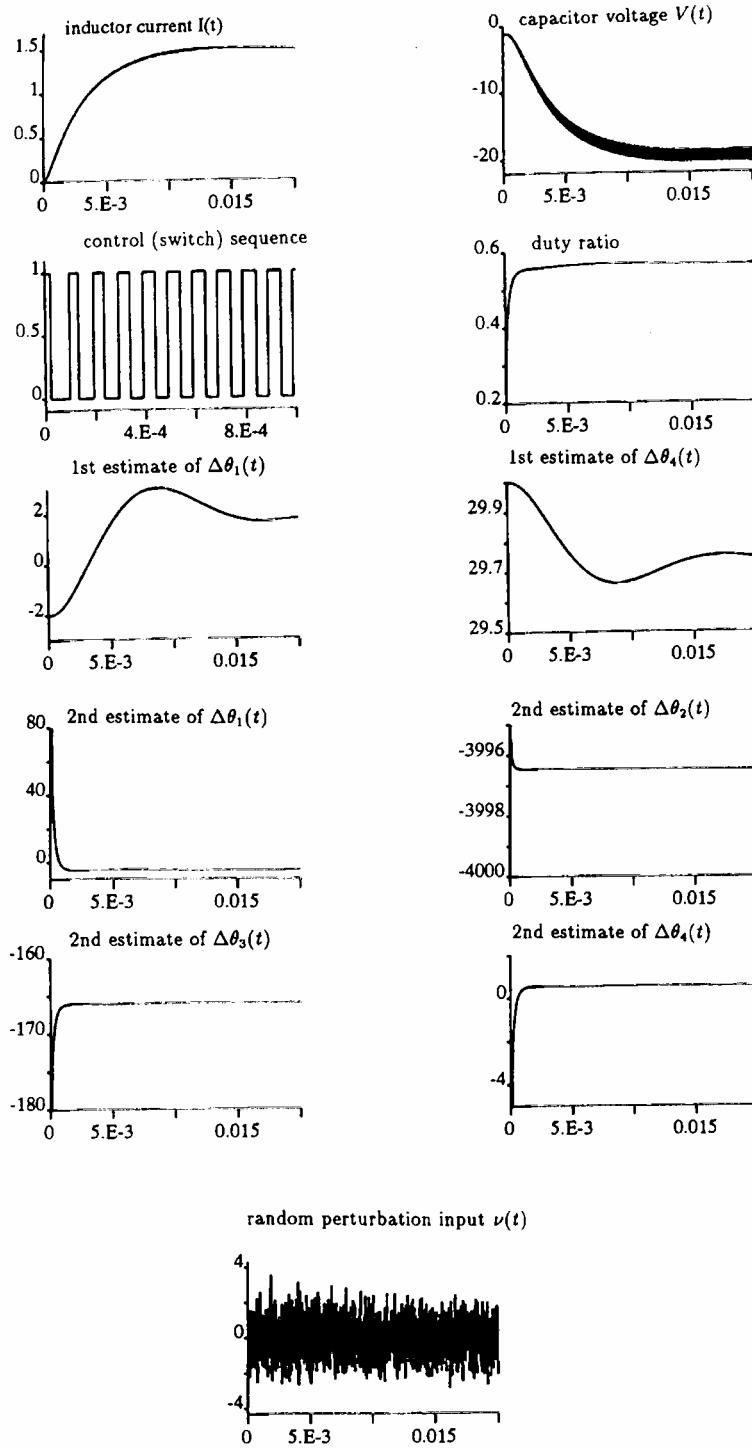 inductor current I(t)
1.5
1
0.5
0
0
5.E-3
0.015
capacitor voltage V(t)
0
-10
-20
0
5.E-3
0.015
control (switch) sequence
1
0.5
0
0
4.E-4
8.E-4
duty ratio
0.6
0.4
0.2
0
5.E-3
0.015
1st estimate of Δθ₁(t)
2
0
-2
0
5.E-3
0.015
1st estimate of Δθ₄(t)
29.9
29.7
29.5
0
5.E-3
0.015
2nd estimate of Δθ₁(t)
80
40
0
0
5.E-3
0.015
2nd estimate of Δθ₂(t)
-3996
-3998
-4000
0
5.E-3
0.015
2nd estimate of Δθ₃(t)
-160
-170
-180
0
5.E-3
0.015
2nd estimate of Δθ₄(t)
0
-4
0
5.E-3
0.015
random perturbation input ν(t)
4
0
-4
0
5.E-3
0.015